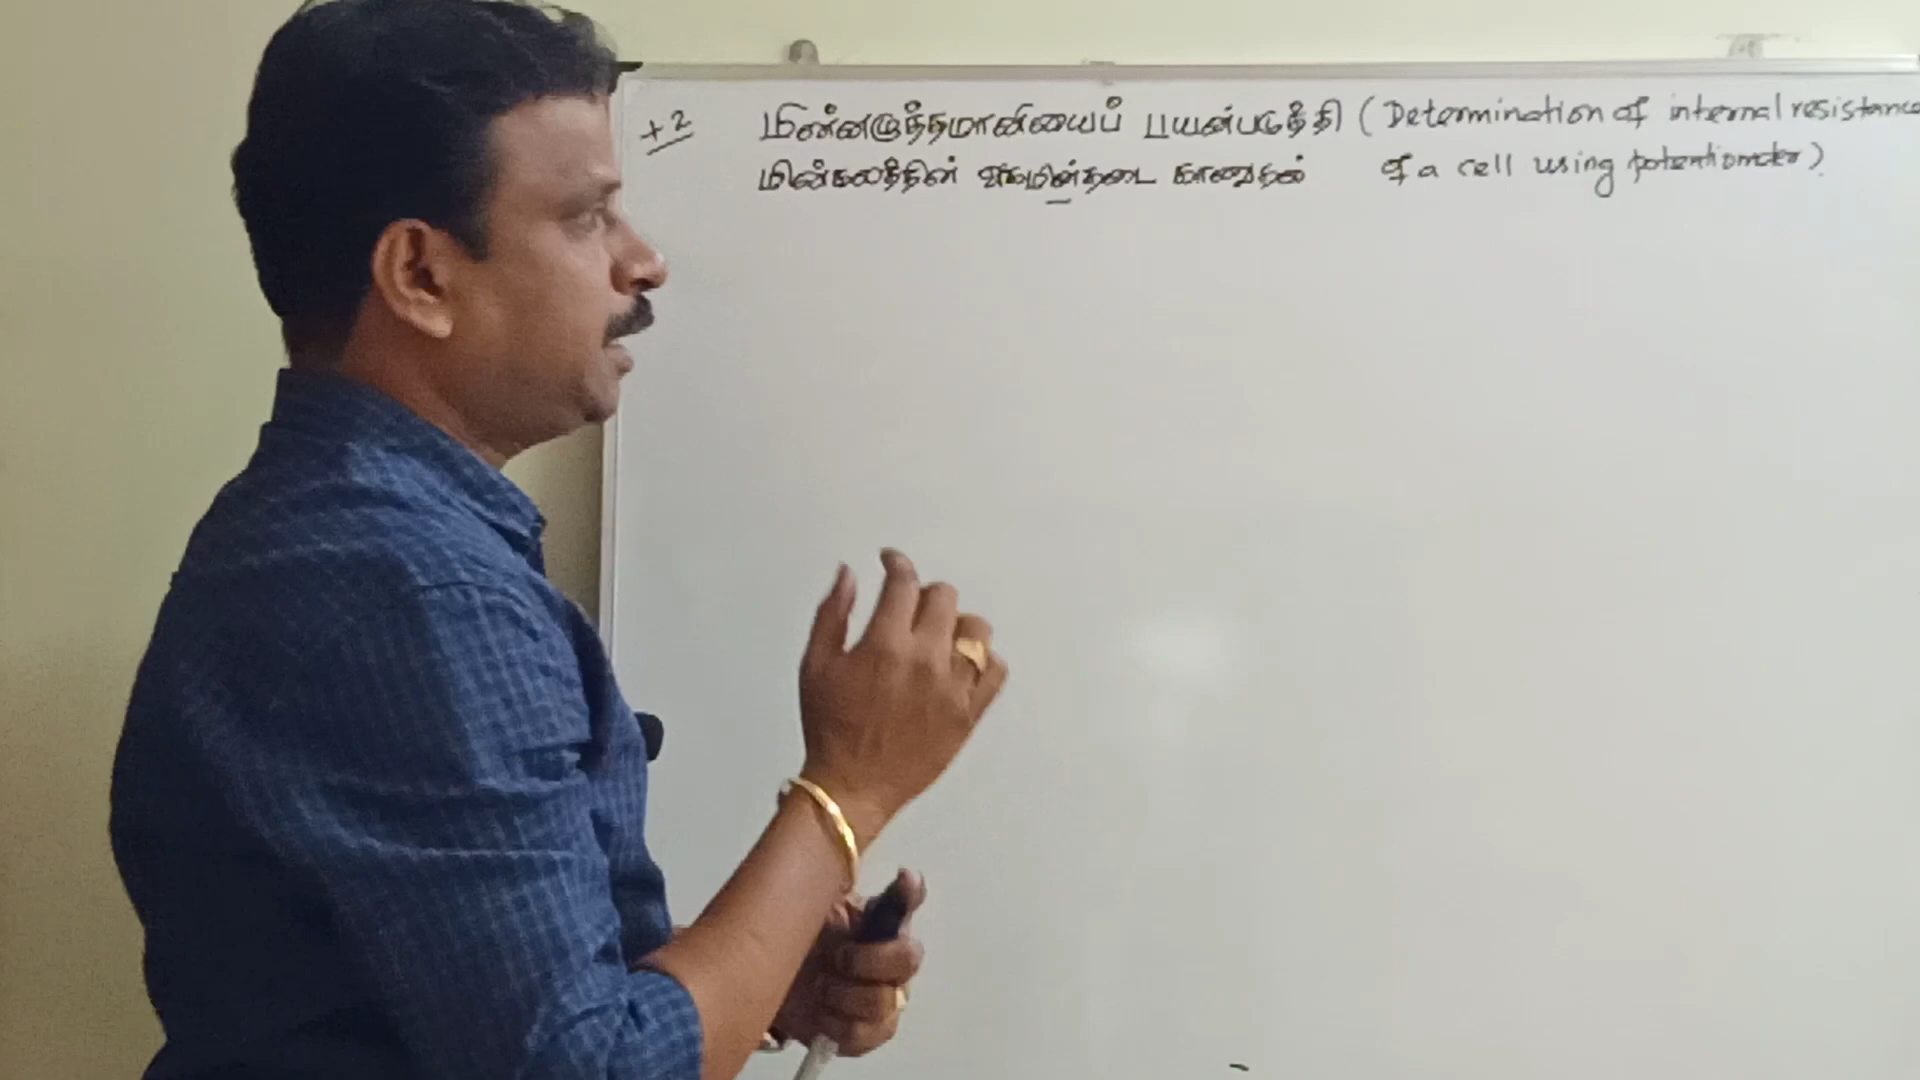 +2 மின்னழுத்தமானியைப் பயன்படுத்தி (Determination of internal resistance
மின்கலத்தின் அகமின்தடை காணுதல் of a cell using potentiometer)